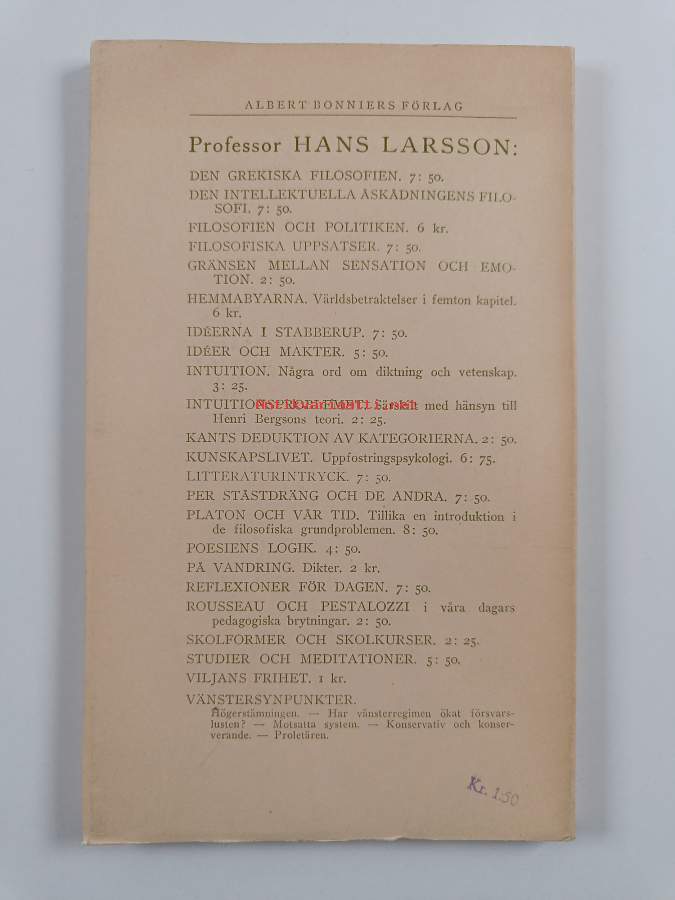 ALBERT BONNIERS FÖRLAG
Professor HANS LARSSON:
DEN GREKISKA FILOSOFIEN. 7: 50.
DEN INTELLEKTUELLA ÅSKÅDNINGENS FILO-
SOFI. 7: 50.
FILOSOFIEN OCH POLITIKEN. 6 kr.
FILOSOFISKA UPPSATSER. 7: 50.
GRÄNSEN MELLAN SENSATION OCH EMO-
TION. 2: 50.
HEMMABYARNA. Världsbetraktelser i femton kapitel.
6 kr.
IDÉERNA I STABBERUP. 7: 50.
IDÉER OCH MAKTER. 5: 50.
INTUITION. Några ord om diktning och vetenskap.
3: 25.
INTUITIONSPROBLEMET. Särskilt med hänsyn till
Henri Bergsons teori. 2: 25.
KANTS DEDUKTION AV KATEGORIERNA. 2: 50.
KUNSKAPSLIVET. Uppfostringspsykologi. 6: 75.
LITTERATURINTRYCK. 7: 50.
PER STÅSTDRÄNG OCH DE ANDRA. 7: 50.
PLATON OCH VÅR TID. Tillika en introduktion i
de filosofiska grundproblemen. 8: 50.
POESIENS LOGIK. 4: 50.
PÅ VANDRING. Dikter. 2 kr.
REFLEXIONER FÖR DAGEN. 7: 50.
ROUSSEAU OCH PESTALOZZI i våra dagars
pedagogiska brytningar. 2: 50.
SKOLFORMER OCH SKOLKURSER. 2: 25.
STUDIER OCH MEDITATIONER. 5: 50.
VILJANS FRIHET. 1 kr.
VÄNSTERSYNPUNKTER.
Högerstämningen. — Har vänsterregimen ökat försvars-
lusten? — Motsatta system. — Konservativ och konser-
verande. — Proletären.
Kr. 1:50